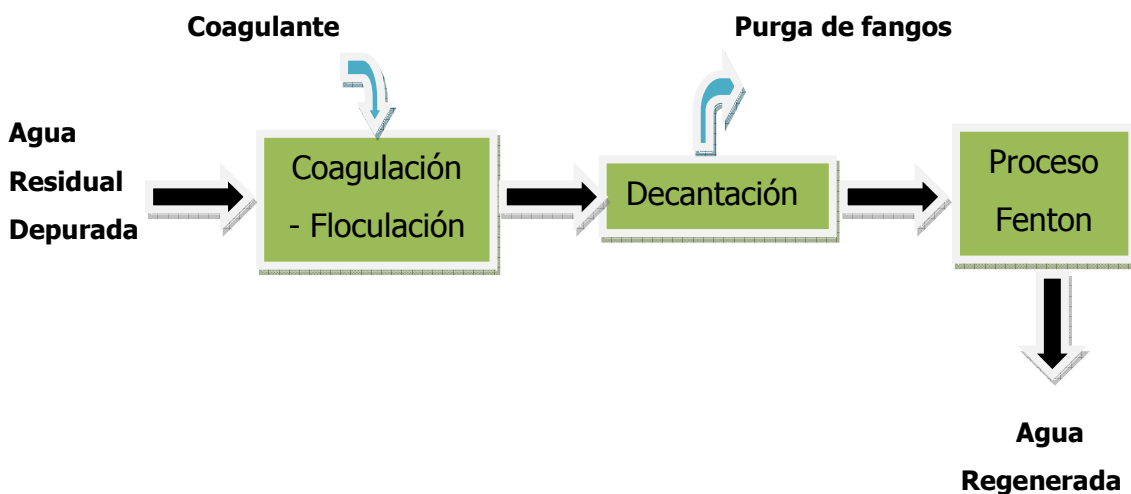 Coagulante
Purga de fangos
Agua
Residual
Depurada
Coagulación
- Floculación
Decantación
Proceso
Fenton
Agua
Regenerada